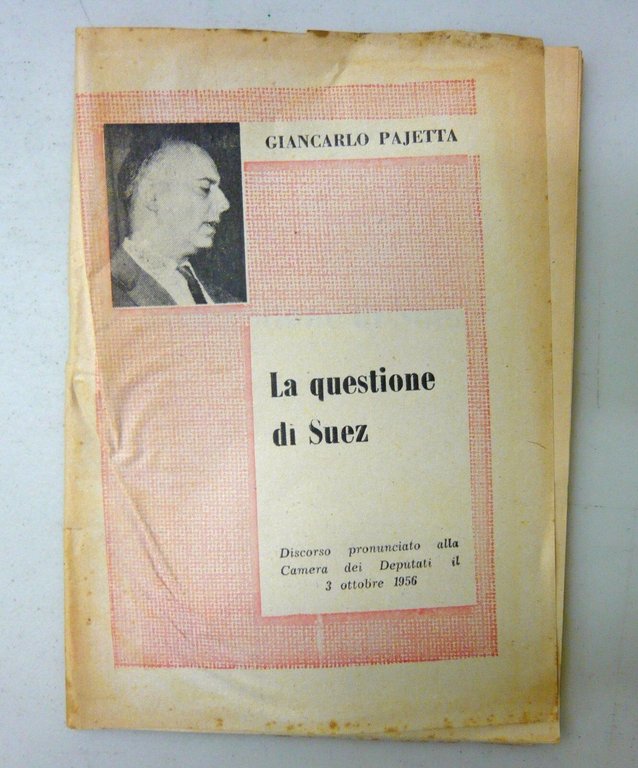 GIANCARLO PAJETTA
La questione
di Suez
Discorso pronunciato alla
Camera dei Deputati il
3 ottobre 1956